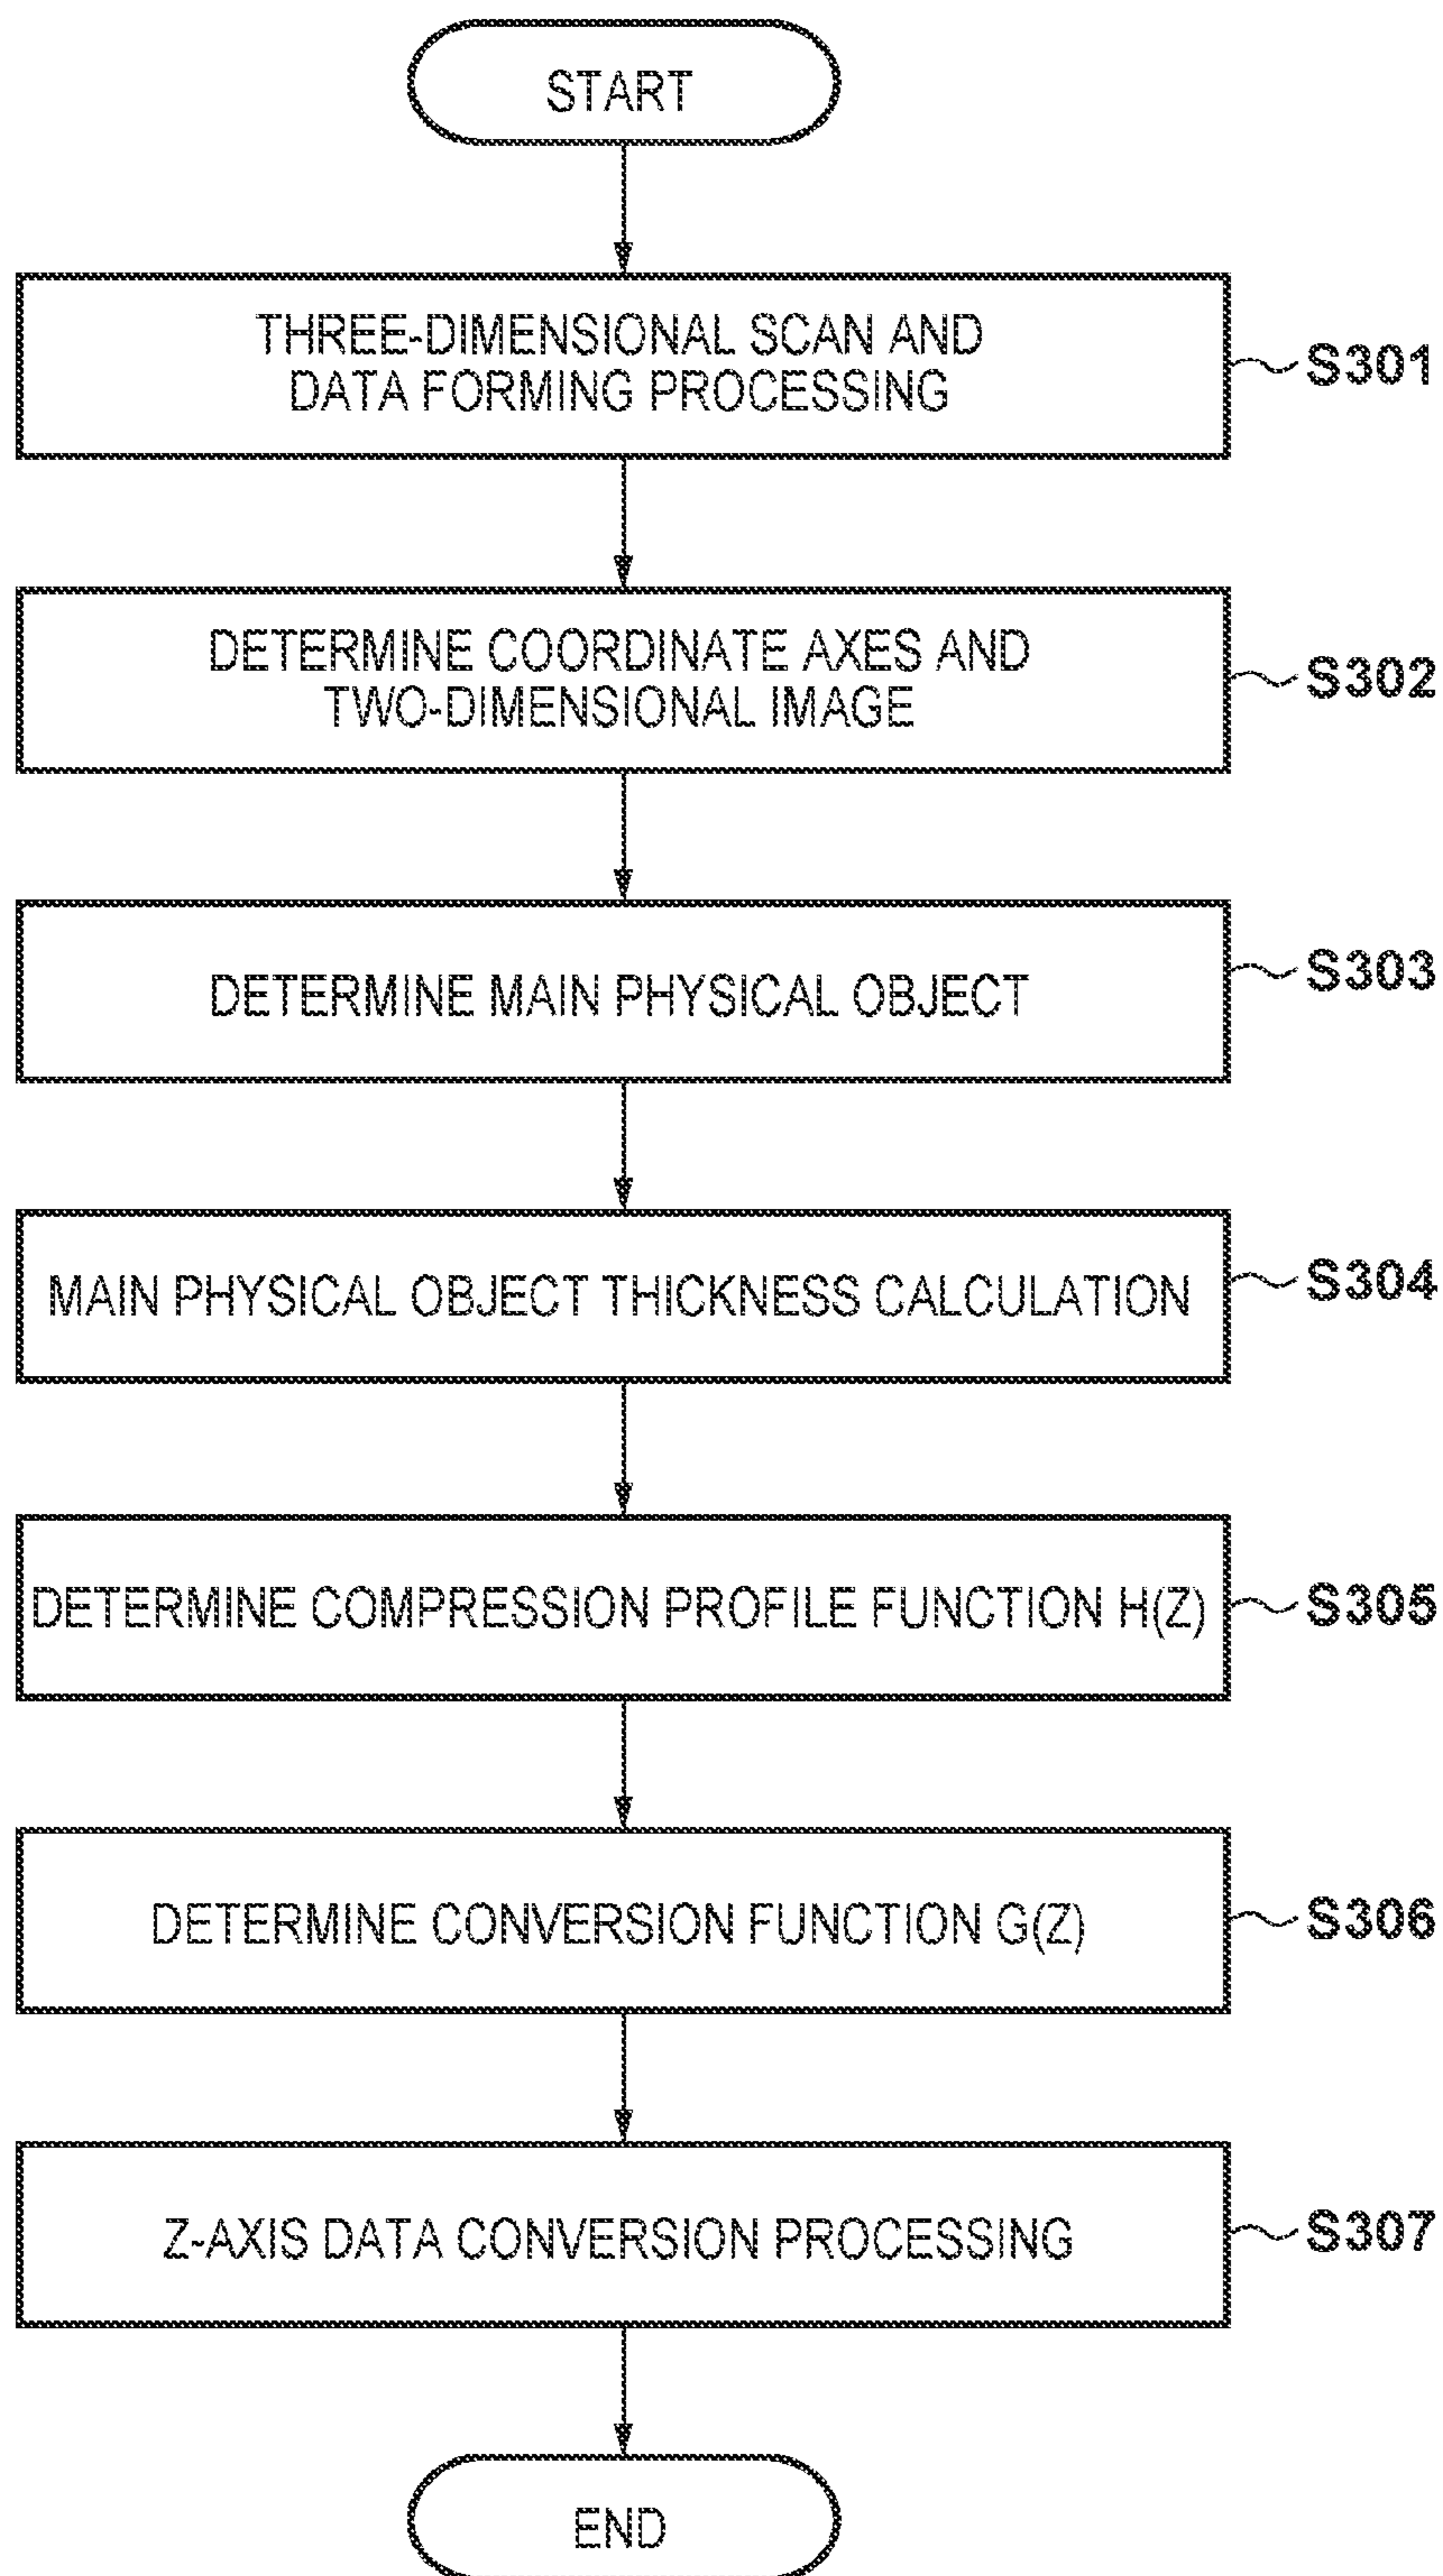 START
THREE-DIMENSIONAL SCAN AND
DATA FORMING PROCESSING
S301
DETERMINE COORDINATE AXES AND
TWO-DIMENSIONAL IMAGE
S302
DETERMINE MAIN PHYSICAL OBJECT
S303
MAIN PHYSICAL OBJECT THICKNESS CALCULATION
S304
DETERMINE COMPRESSION PROFILE FUNCTION H(Z)
S305
DETERMINE CONVERSION FUNCTION G(Z)
S306
Z-AXIS DATA CONVERSION PROCESSING
S307
END